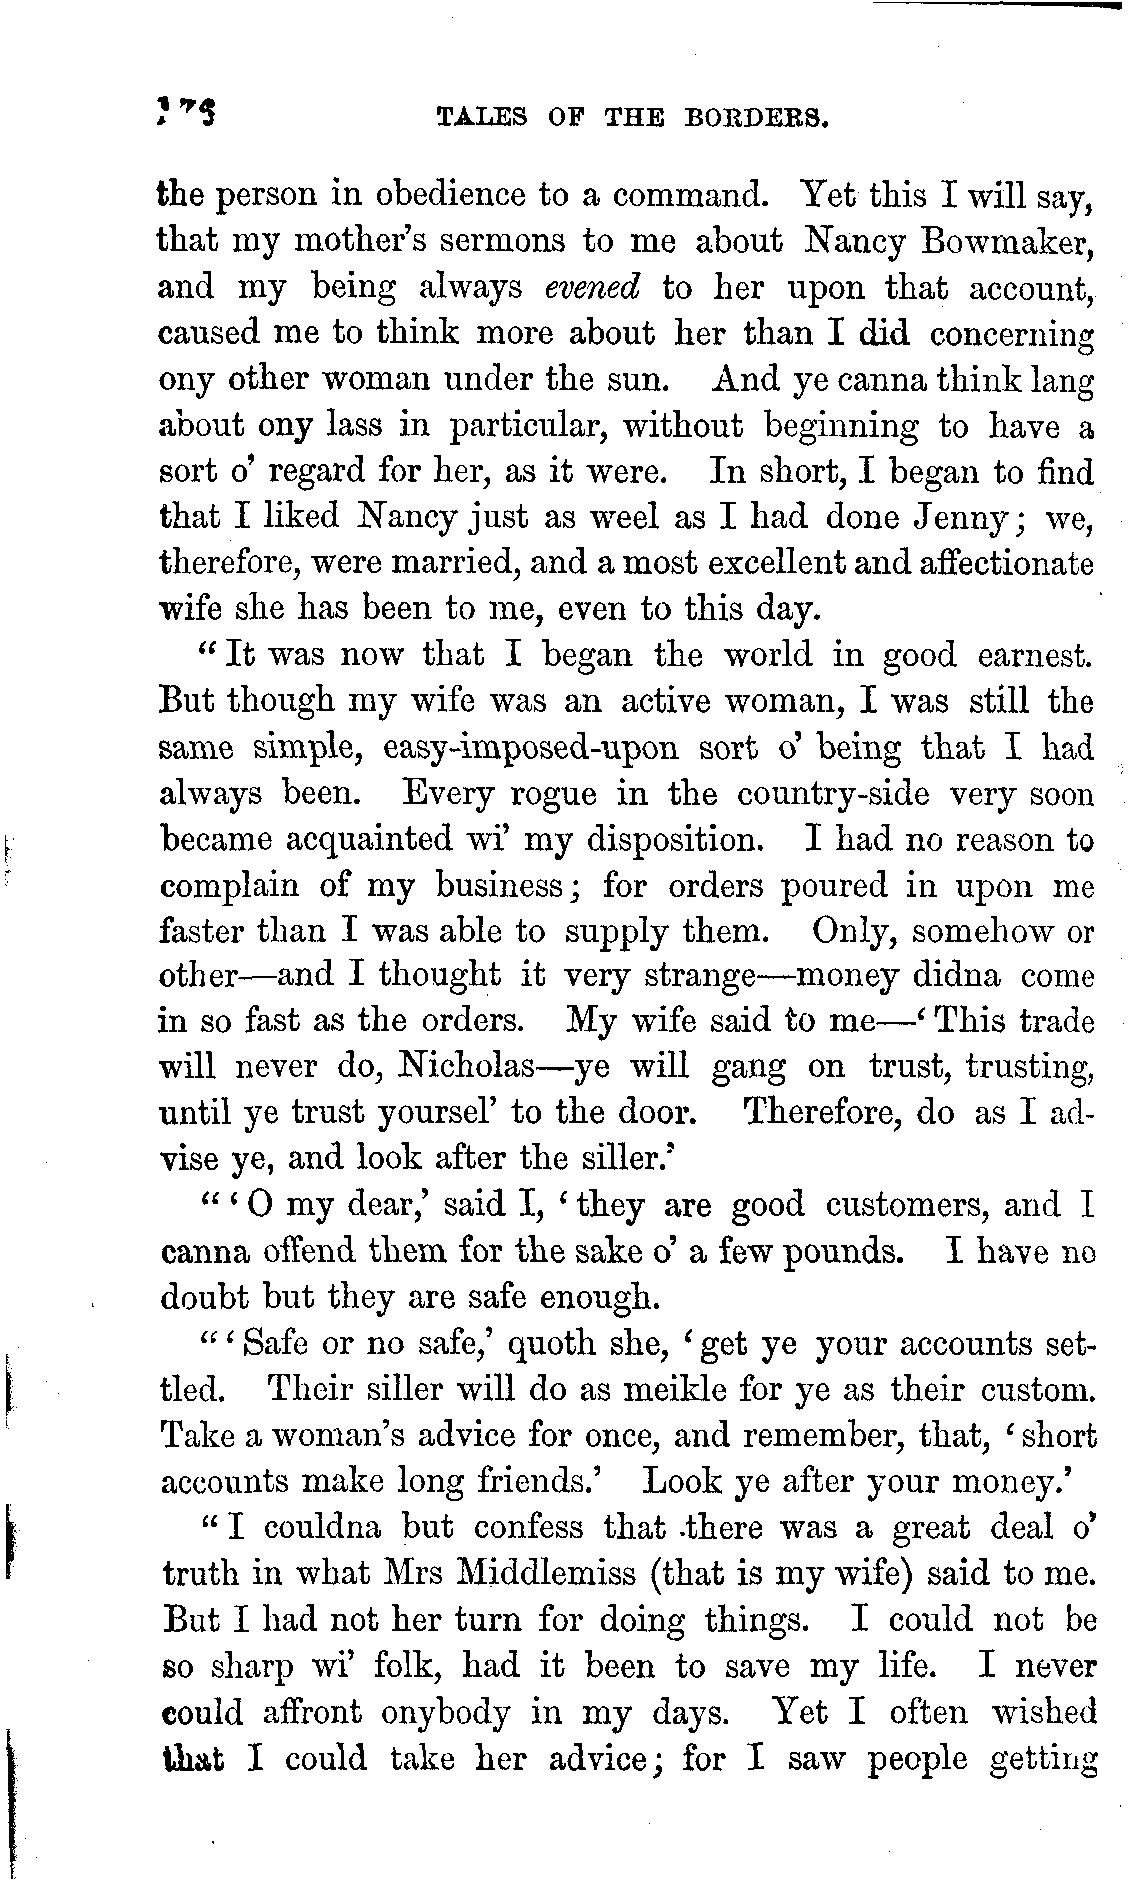 TALES OF THE BORDERS.
the person in obedience to a command. Yet this I will say,
that my mother's sermons to me about Nancy Bowmaker,
and my being always evened to her upon that account,
caused me to think more about her than I did concerning
ony other woman under the sun. And ye canna think lang
about ony lass in particular, without beginning to have a
sort o' regard for her, as it were. In short, I began to find
that I liked Nancy just as weel as I had done Jenny; we,
therefore, were married, and a most excellent and affectionate
wife she has been to me, even to this day.
"It was now that I began the world in good earnest.
But though my wife was an active woman, I was still the
same simple, easy-imposed-upon sort o' being that I had
always been. Every rogue in the country-side very soon
became acquainted wi' my disposition. I had no reason to
complain of my business; for orders poured in upon me
faster than I was able to supply them. Only, somehow or
other—and I thought it very strange—money didna come
in so fast as the orders. My wife said to me—'This trade
will never do, Nicholas—ye will gang on trust, trusting,
until ye trust yoursel' to the door. Therefore, do as I ad-
vise ye, and look after the siller.'
"'O my dear,' said I, 'they are good customers, and I
canna offend them for the sake o' a few pounds. I have no
doubt but they are safe enough.
"'Safe or no safe,' quoth she, 'get ye your accounts set-
tled. Their siller will do as meikle for ye as their custom.
Take a woman's advice for once, and remember, that, 'short
accounts make long friends.' Look ye after your money.'
"I couldna but confess that there was a great deal o'
truth in what Mrs Middlemiss (that is my wife) said to me.
But I had not her turn for doing things. I could not be
so sharp wi' folk, had it been to save my life. I never
could affront onybody in my days. Yet I often wished
that I could take her advice; for I saw people getting